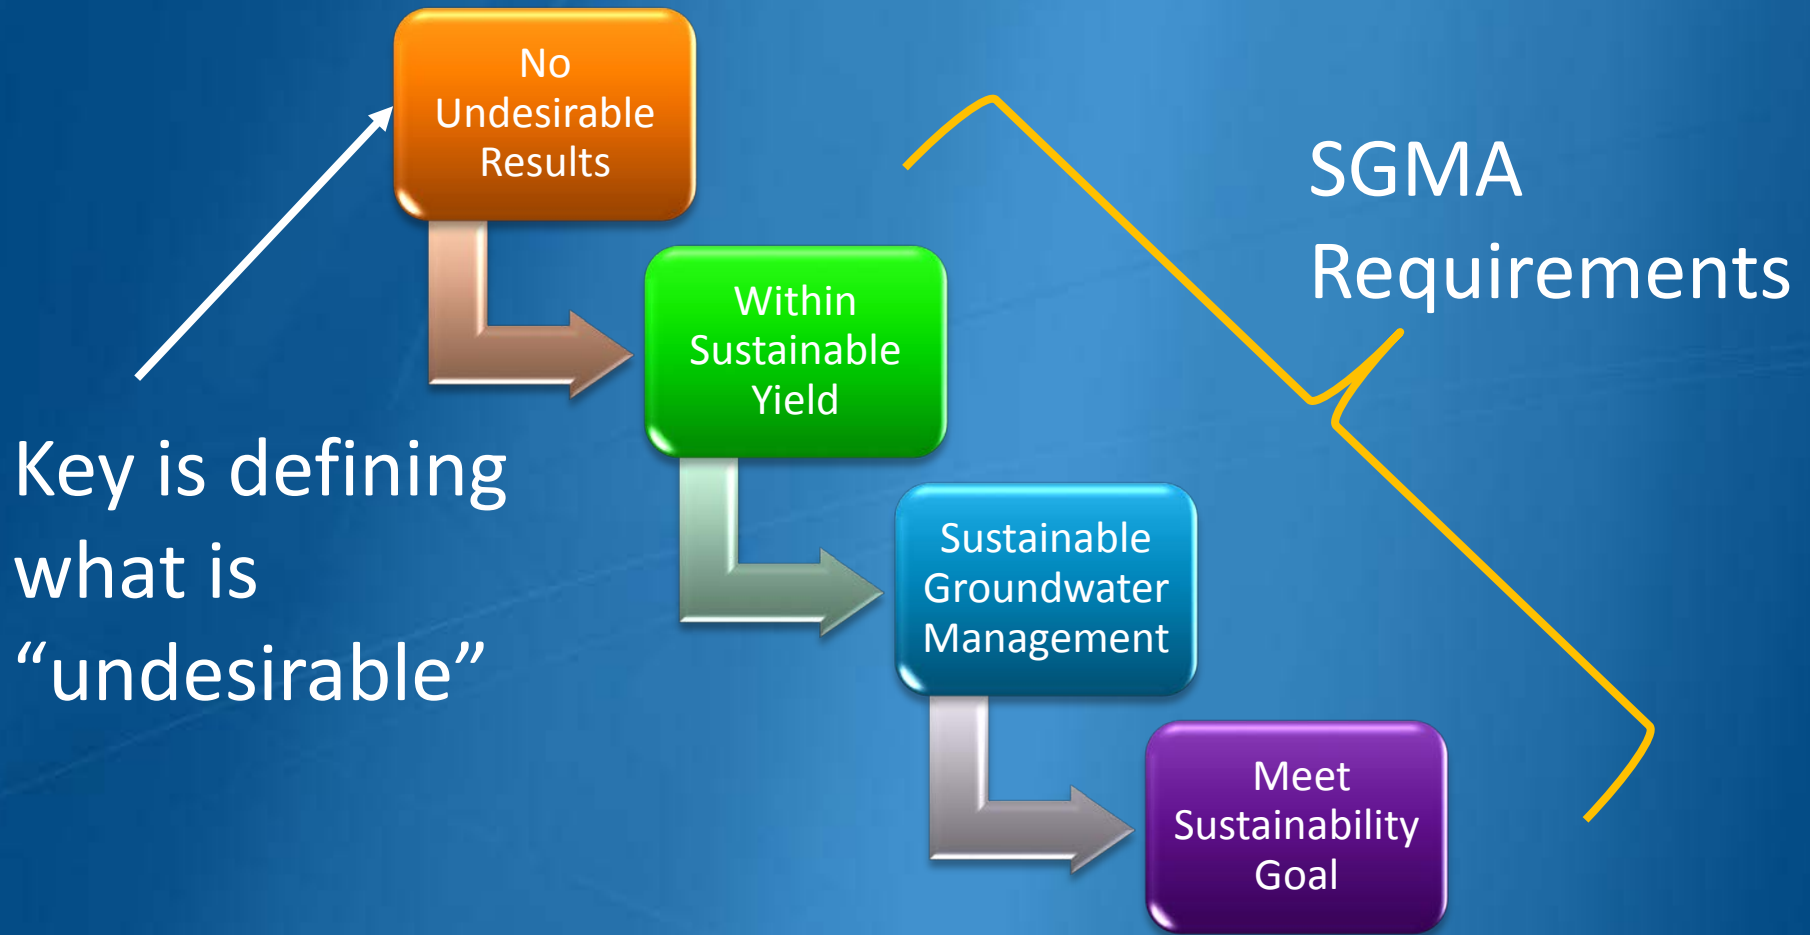 No
Undesirable
Results
Within
Sustainable
Yield
Sustainable
Groundwater
Management
Meet
Sustainability
Goal
SGMA
Requirements
Key is defining
what is
“undesirable”